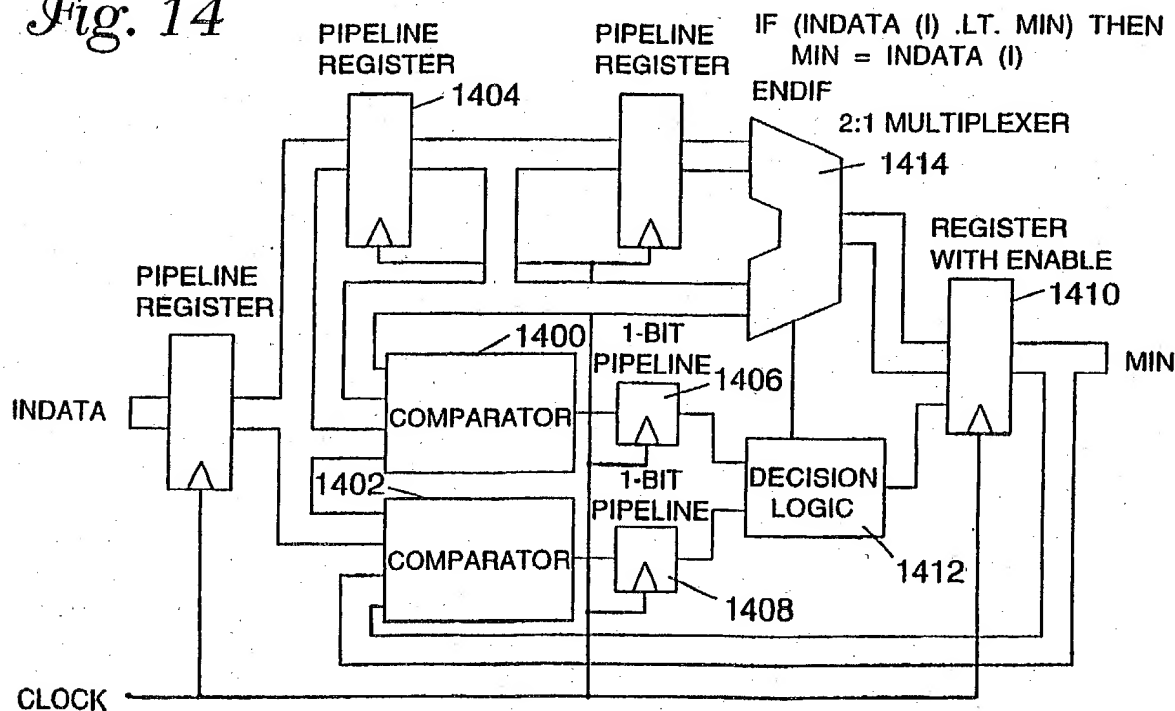 Fig. 14
PIPELINE
REGISTER
1404
PIPELINE
REGISTER
IF (INDATA (I) .LT. MIN) THEN
MIN = INDATA (I)
ENDIF
2:1 MULTIPLEXER
1414
REGISTER
WITH ENABLE
1410
PIPELINE
REGISTER
1400
1-BIT
PIPELINE
1406
MIN
INDATA
COMPARATOR
1402
1-BIT
PIPELINE
DECISION
LOGIC
COMPARATOR
1412
1408
CLOCK